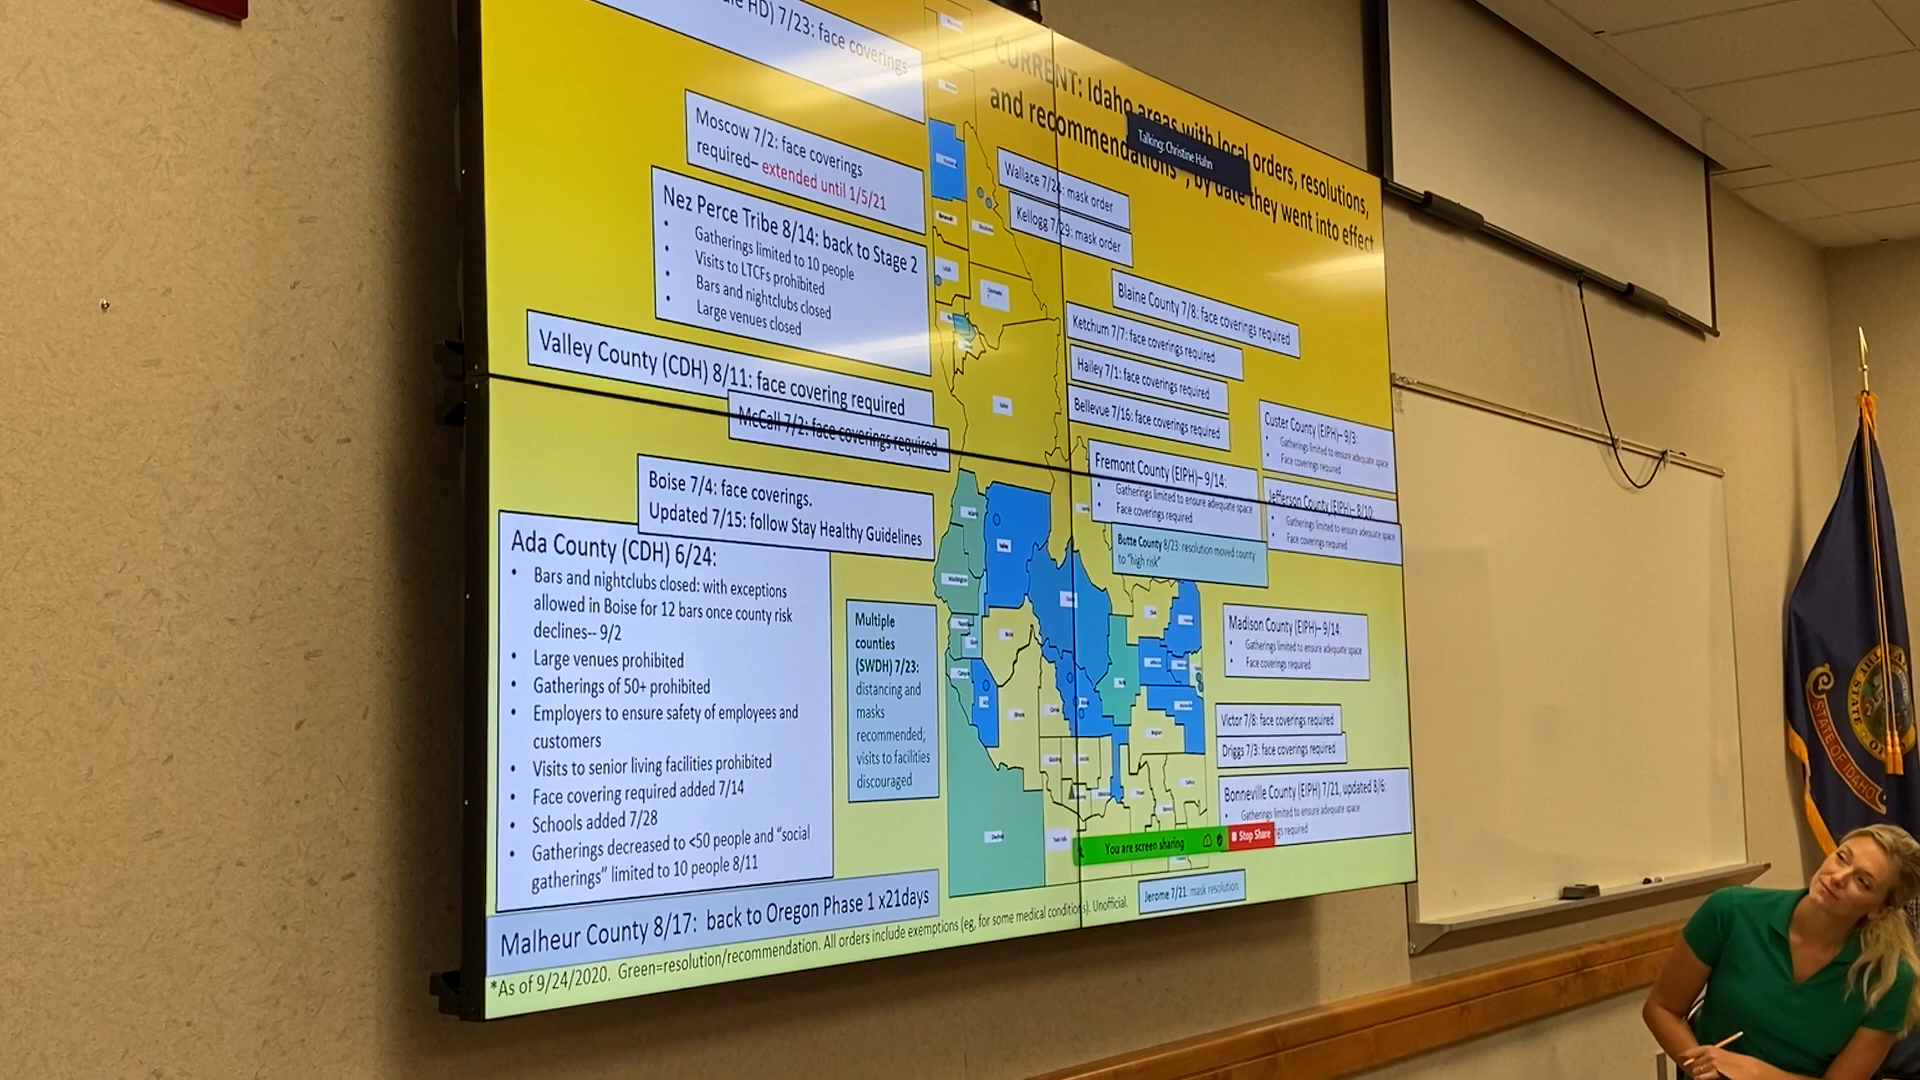 HD) 7/23: face coverings
CURRENT: Idaho areas with local orders, resolutions,
and recommendations*, by date they went into effect
Talking: Christine Hahn
Moscow 7/2: face coverings
required– extended until 1/5/21
Nez Perce Tribe 8/14: back to Stage 2
• Gatherings limited to 10 people
• Visits to LTCFs prohibited
• Bars and nightclubs closed
• Large venues closed
Valley County (CDH) 8/11: face covering required
McCall 7/2: face coverings required
Boise 7/4: face coverings.
Updated 7/15: follow Stay Healthy Guidelines
Ada County (CDH) 6/24:
• Bars and nightclubs closed: with exceptions
allowed in Boise for 12 bars once county risk
declines-- 9/2
• Large venues prohibited
• Gatherings of 50+ prohibited
• Employers to ensure safety of employees and
customers
• Visits to senior living facilities prohibited
• Face covering required added 7/14
• Schools added 7/28
• Gatherings decreased to <50 people and "social
gatherings" limited to 10 people 8/11
Malheur County 8/17: back to Oregon Phase 1 x21days
*As of 9/24/2020. Green=resolution/recommendation. All orders include exemptions (eg, for some medical conditions). Unofficial.
Multiple
counties
(SWDH) 7/23:
distancing and
masks
recommended;
visits to facilities
discouraged
Wallace 7/24: mask order
Kellogg 7/29: mask order
Blaine County 7/8: face coverings required
Ketchum 7/7: face coverings required
Hailey 7/1: face coverings required
Bellevue 7/16: face coverings required
Custer County (EIPH)– 9/3:
• Gatherings limited to ensure adequate space
• Face coverings required
Fremont County (EIPH)– 9/14:
• Gatherings limited to ensure adequate space
• Face coverings required
Jefferson County (EIPH)– 8/10:
• Gatherings limited to ensure adequate space
• Face coverings required
Butte County 8/23: resolution moved county
to "high risk"
Madison County (EIPH)– 9/14:
• Gatherings limited to ensure adequate space
• Face coverings required
Victor 7/8: face coverings required
Driggs 7/3: face coverings required
Bonneville County (EIPH) 7/21, updated 8/6:
• Gatherings limited to ensure adequate space
required
You are screen sharing
Stop Share
Jerome 7/21: mask resolution
Washington
Valley
STATE OF IDAHO